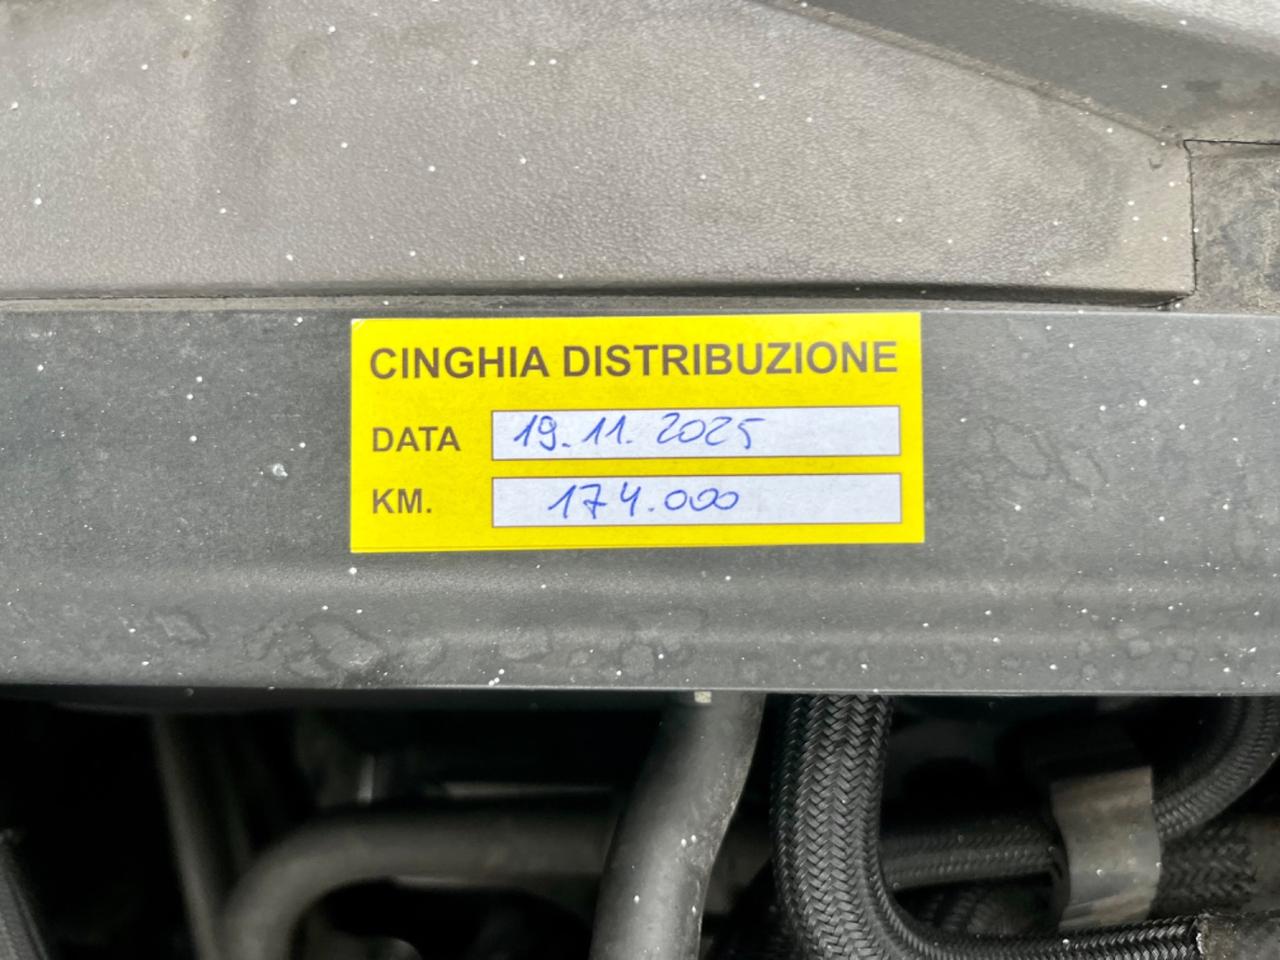 CINGHIA DISTRIBUZIONE
DATA 19.11.2025
KM. 174.000